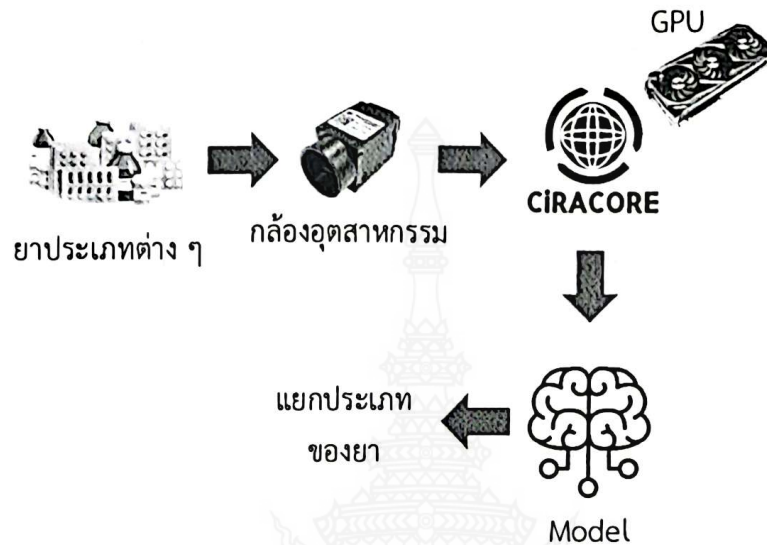 GPU
CiRACORE
ยาประเภทต่าง ๆ
กล้องอุตสาหกรรม
แยกประเภท
ของยา
Model